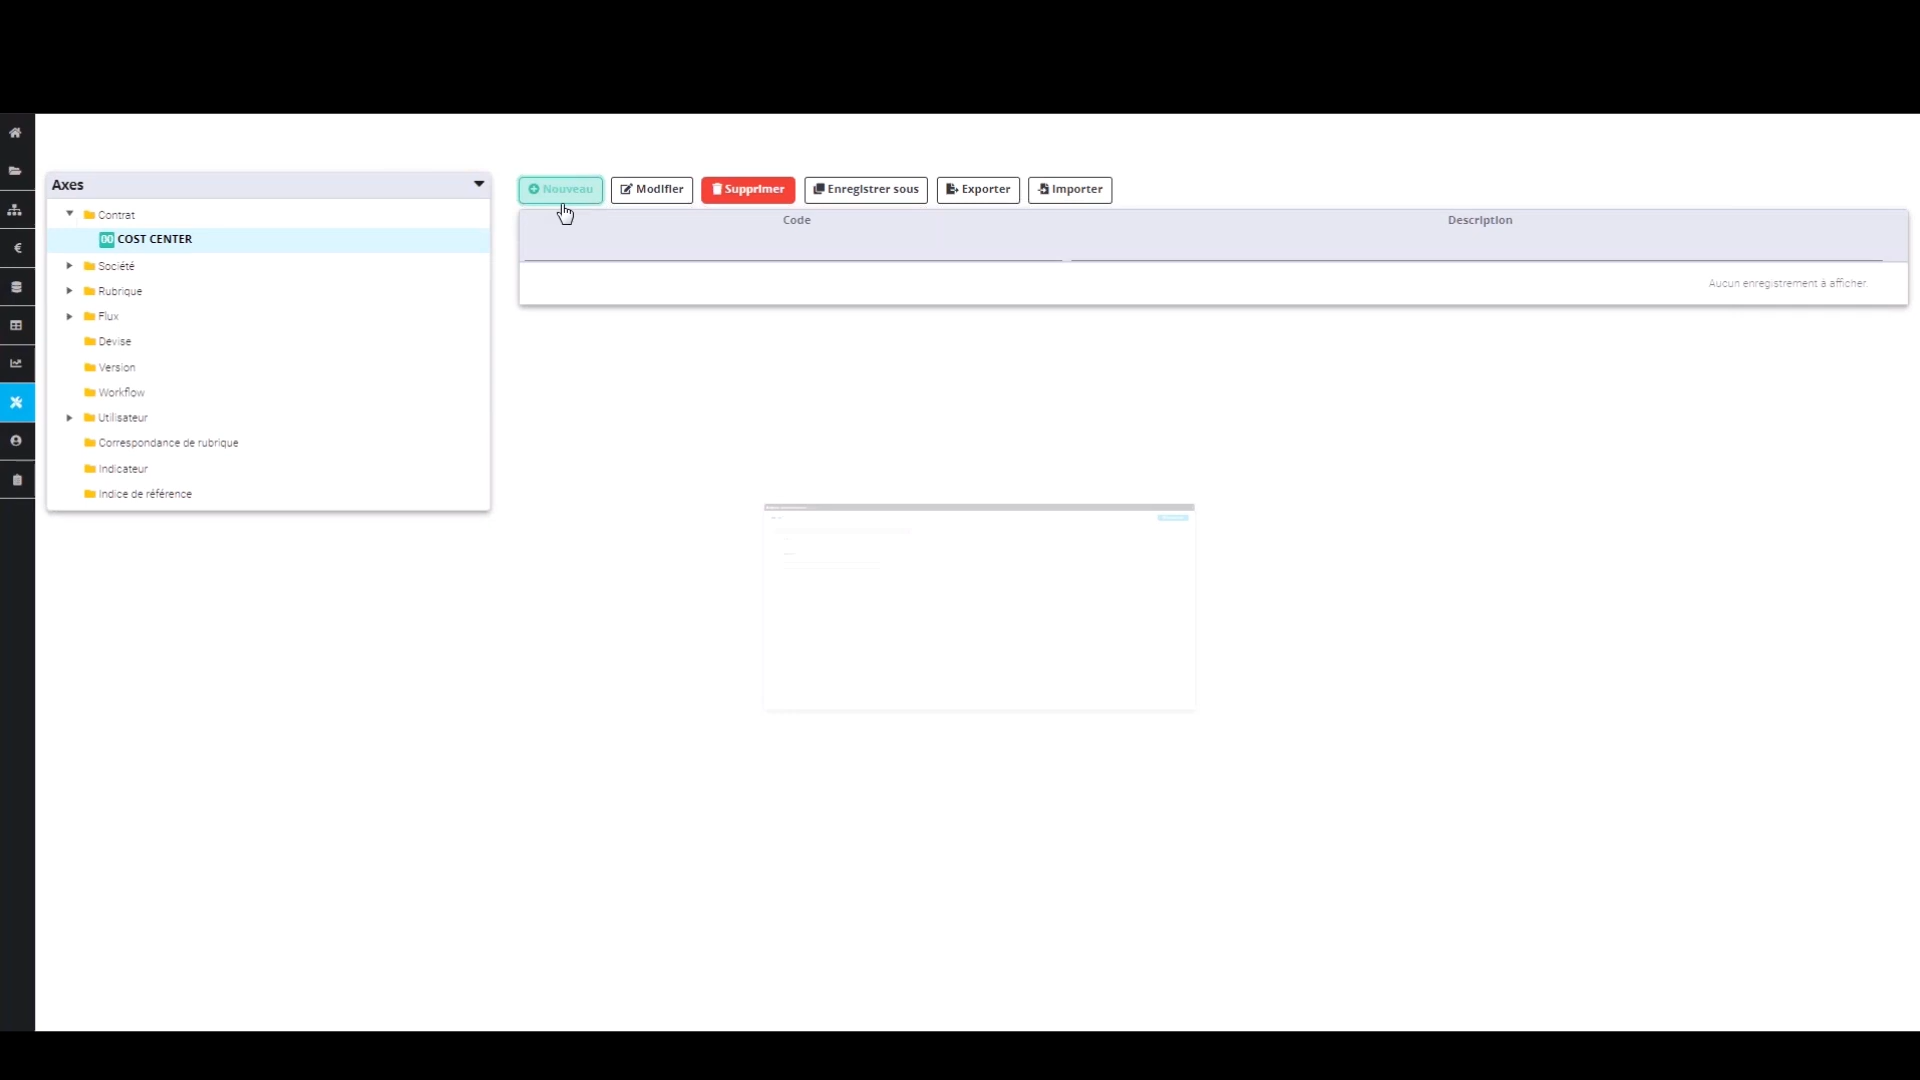 Axes
Contrat
00 COST CENTER
Société
Rubrique
Flux
Devise
Version
Workflow
Utilisateur
Correspondance de rubrique
Indicateur
Indice de référence
Nouveau Modifier Supprimer Enregistrer sous Exporter Importer
Code Description
Aucun enregistrement à afficher.